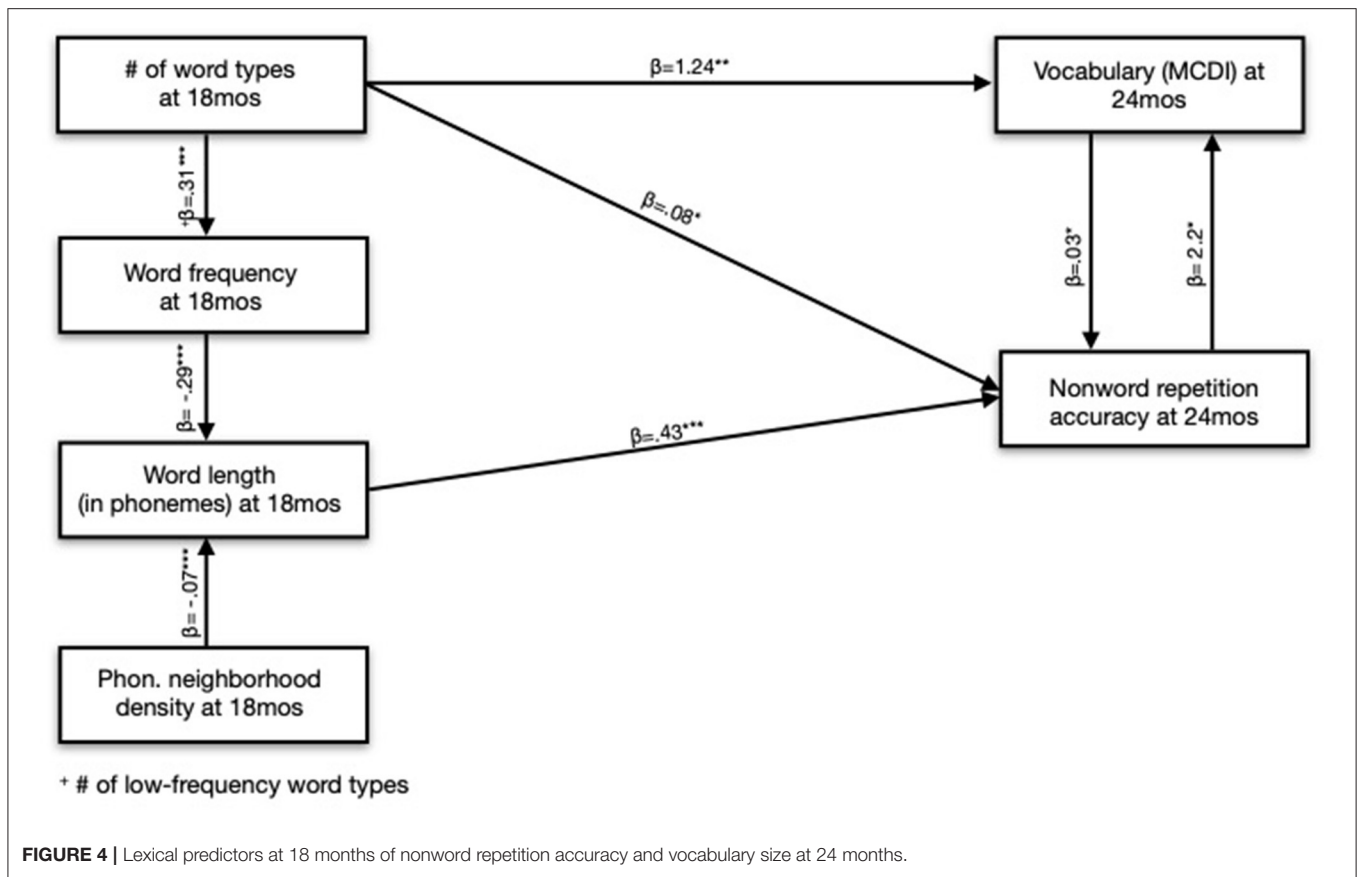 # of word types
at 18mos
β=1.24**
Vocabulary (MCDI) at
24mos
⁺β=.31***
β=.08*
β=.03*
β= 2.2*
Word frequency
at 18mos
β= -.29***
Nonword repetition
accuracy at 24mos
β=.43***
Word length
(in phonemes) at 18mos
β= -.07***
Phon. neighborhood
density at 18mos
⁺ # of low-frequency word types
FIGURE 4 | Lexical predictors at 18 months of nonword repetition accuracy and vocabulary size at 24 months.